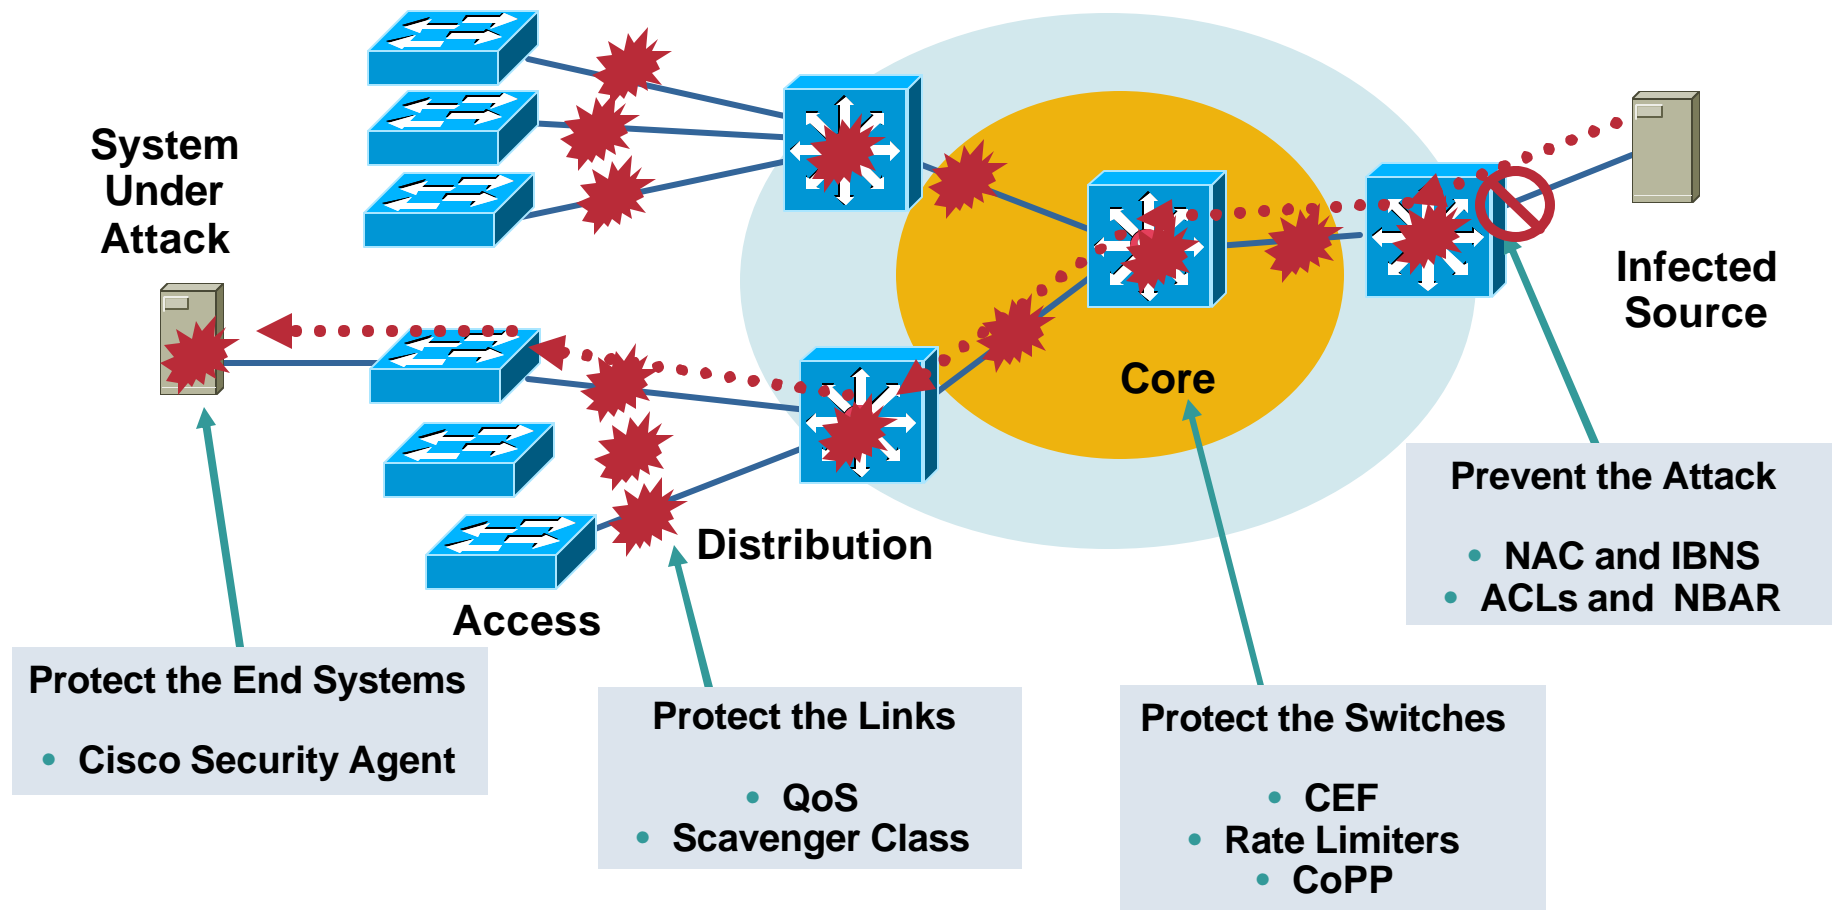 System
Under
Attack
Infected
Source
Core
Distribution
Access
Prevent the Attack
• NAC and IBNS
• ACLs and NBAR
Protect the End Systems
• Cisco Security Agent
Protect the Links
• QoS
• Scavenger Class
Protect the Switches
• CEF
• Rate Limiters
• CoPP